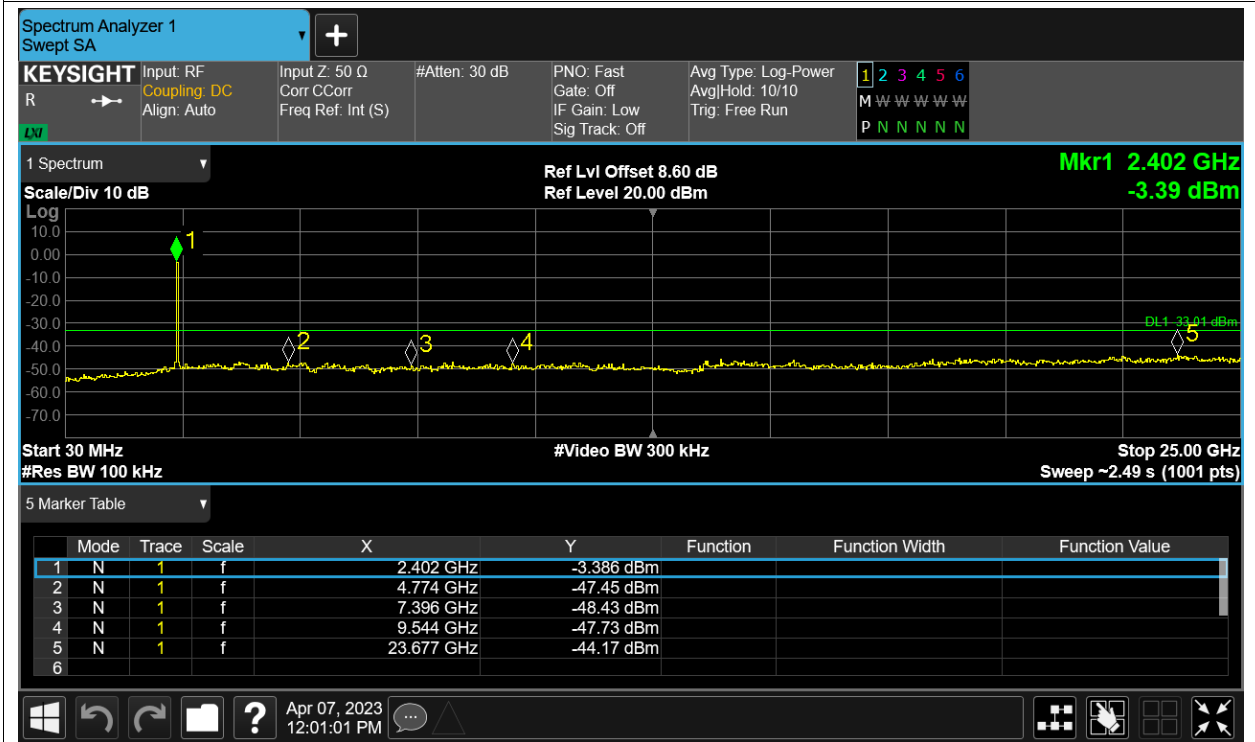 Spectrum Analyzer 1
Swept SA
+
KEYSIGHT Input: RF Input Z: 50 Ω #Atten: 30 dB PNO: Fast Avg Type: Log-Power 1 2 3 4 5 6
R Coupling: DC Corr CCorr Gate: Off Avg|Hold: 10/10 M W W W W W
Align: Auto Freq Ref: Int (S) IF Gain: Low Trig: Free Run
LXI Sig Track: Off P N N N N N
1 Spectrum Ref Lvl Offset 8.60 dB Mkr1 2.402 GHz
Scale/Div 10 dB Ref Level 20.00 dBm -3.39 dBm
Log
10.0 1
0.00
-10.0
-20.0
-30.0 DL1 -33.01 dBm
-40.0 2 3 4 5
-50.0
-60.0
-70.0
Start 30 MHz #Video BW 300 kHz Stop 25.00 GHz
#Res BW 100 kHz Sweep ~2.49 s (1001 pts)
5 Marker Table
Mode Trace Scale X Y Function Function Width Function Value
1 N 1 f 2.402 GHz -3.386 dBm
2 N 1 f 4.774 GHz -47.45 dBm
3 N 1 f 7.396 GHz -48.43 dBm
4 N 1 f 9.544 GHz -47.73 dBm
5 N 1 f 23.677 GHz -44.17 dBm
6
? Apr 07, 2023
12:01:01 PM